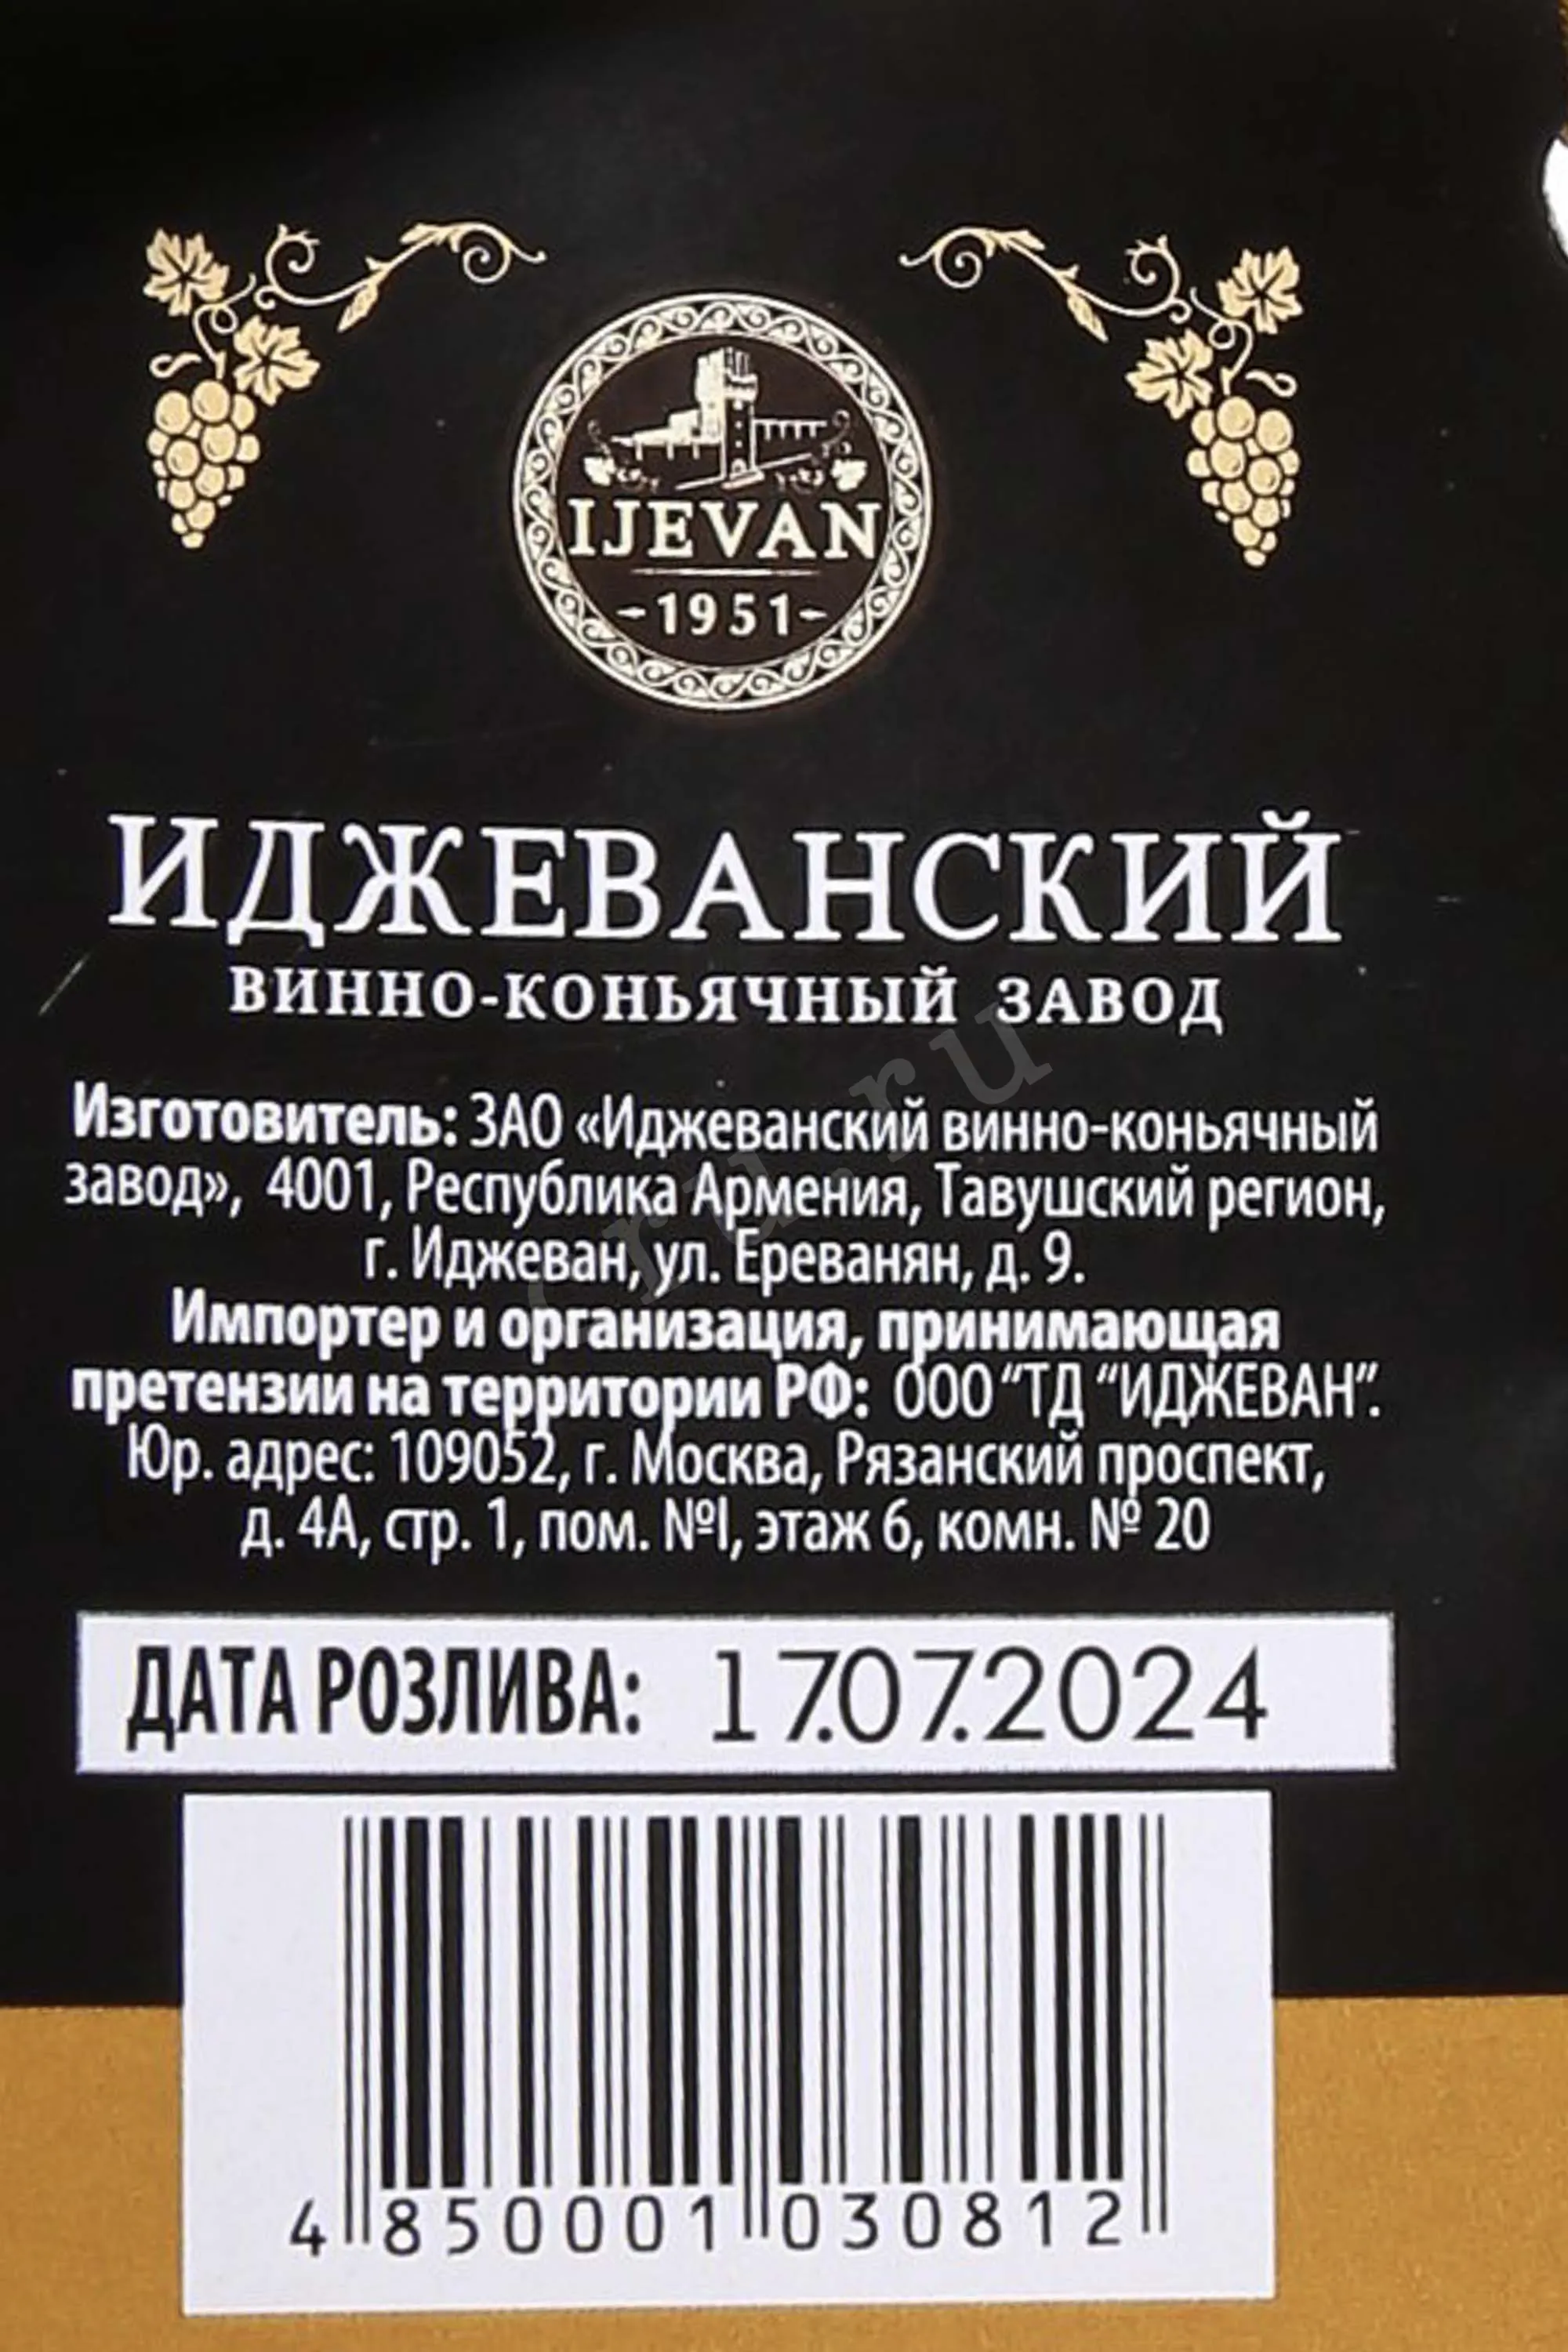 IJEVAN
-1951-
ИДЖЕВАНСКИЙ
ВИННО-КОНЬЯЧНЫЙ ЗАВОД
Изготовитель: ЗАО «Иджеванский винно-коньячный
завод», 4001, Республика Армения, Тавушский регион,
г. Иджеван, ул. Ереванян, д. 9.
Импортер и организация, принимающая
претензии на территории РФ: ООО "ТД "ИДЖЕВАН".
Юр. адрес: 109052, г. Москва, Рязанский проспект,
д. 4А, стр. 1, пом. №I, этаж 6, комн. № 20
ДАТА РОЗЛИВА: 17.07.2024
4 850001 030812